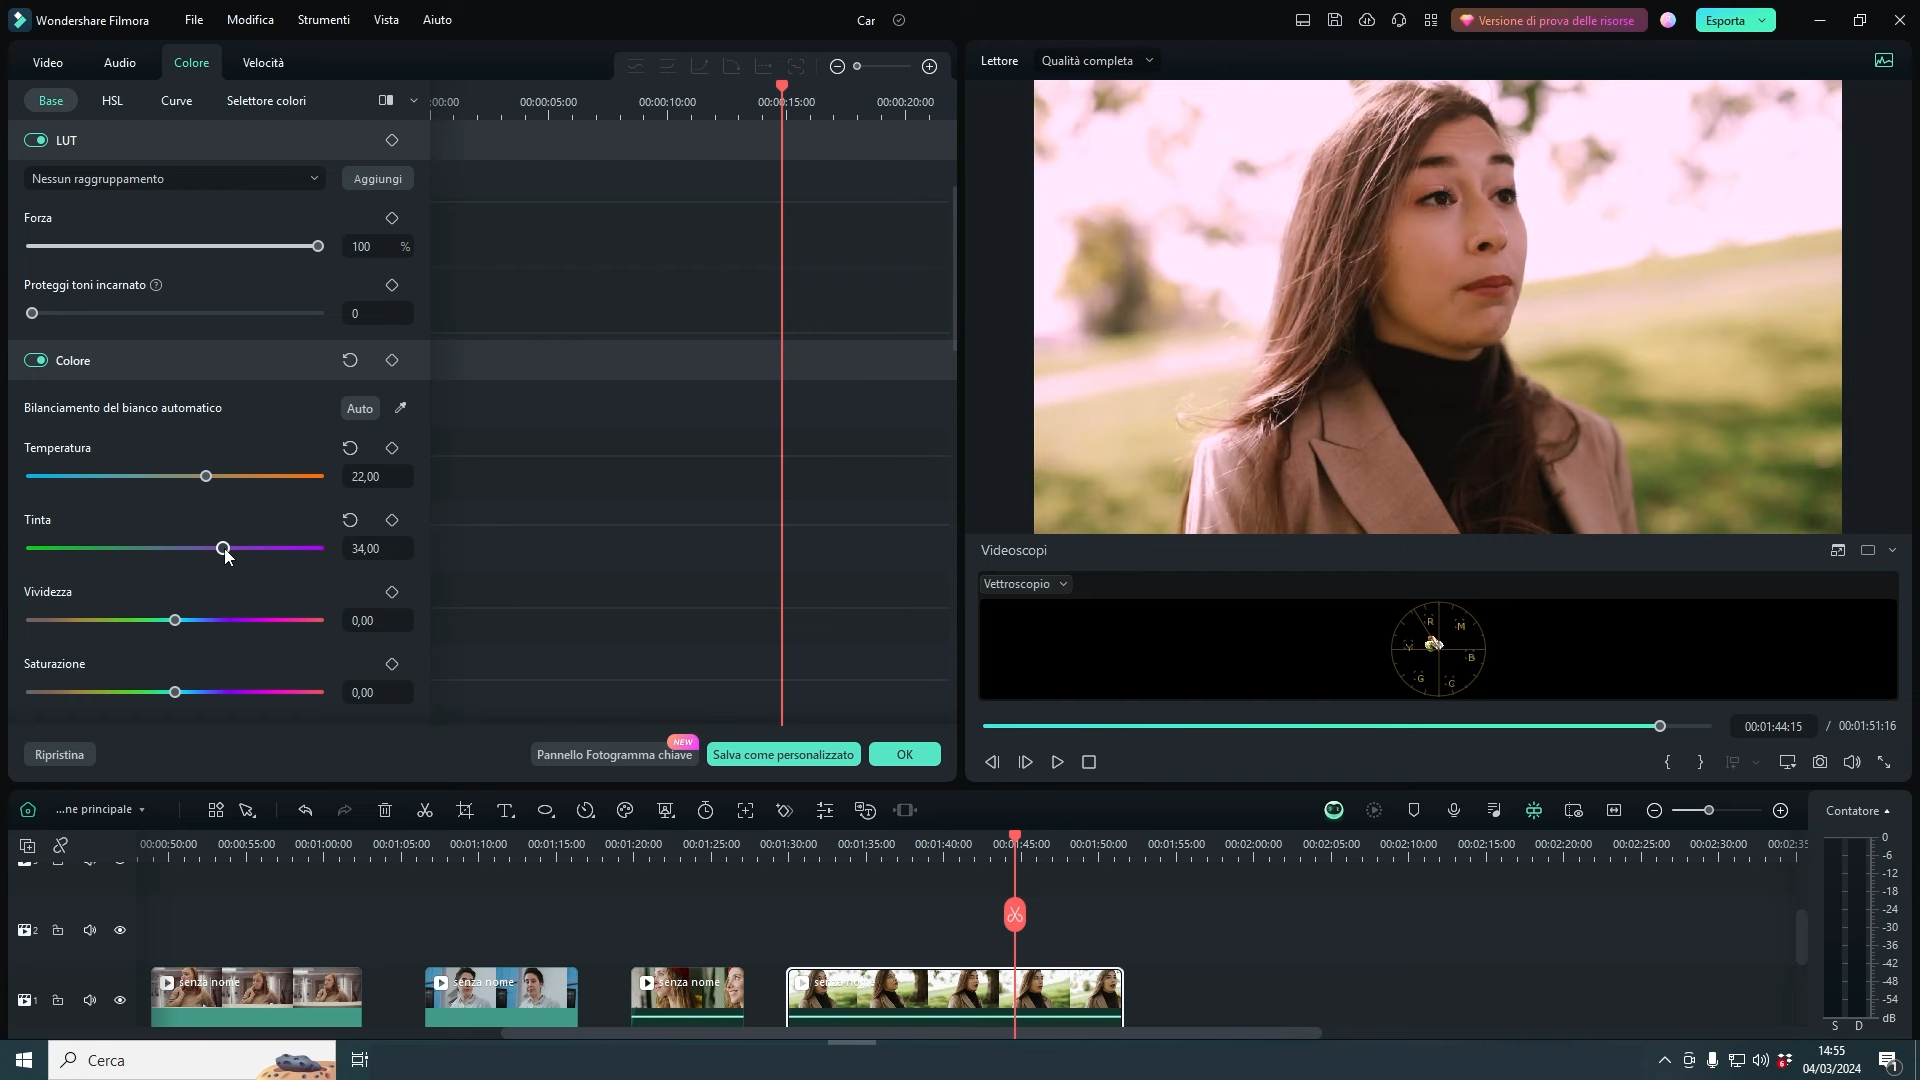 Wondershare Filmora
File
Modifica
Strumenti
Vista
Aiuto
Car
Versione di prova delle risorse
Esporta
Video
Audio
Colore
Velocità
Base
HSL
Curve
Selettore colori
:00:00
00:00:05:00
00:00:10:00
00:00:15:00
00:00:20:00
LUT
Nessun raggruppamento
Aggiungi
Forza
100 %
Proteggi toni incarnato
0
Colore
Bilanciamento del bianco automatico
Auto
Temperatura
22,00
Tinta
34,00
Vividezza
0,00
Saturazione
0,00
Ripristina
Pannello Fotogramma chiave
NEW
Salva come personalizzato
OK
Lettore
Qualità completa
Videoscopi
Vettroscopio
R
M
Y
B
G
C
00:01:44:15 / 00:01:51:16
...ne principale
Contatore
00:00:50:00
00:00:55:00
00:01:00:00
00:01:05:00
00:01:10:00
00:01:15:00
00:01:20:00
00:01:25:00
00:01:30:00
00:01:35:00
00:01:40:00
00:01:45:00
00:01:50:00
00:01:55:00
00:02:00:00
00:02:05:00
00:02:10:00
00:02:15:00
00:02:20:00
00:02:25:00
00:02:30:00
00:02:35
2
1
senza nome
senza nome
senza nome
senza nome
0
-6
-12
-18
-24
-30
-36
-42
-48
-54
dB
S D
Cerca
6
14:55
04/03/2024
1